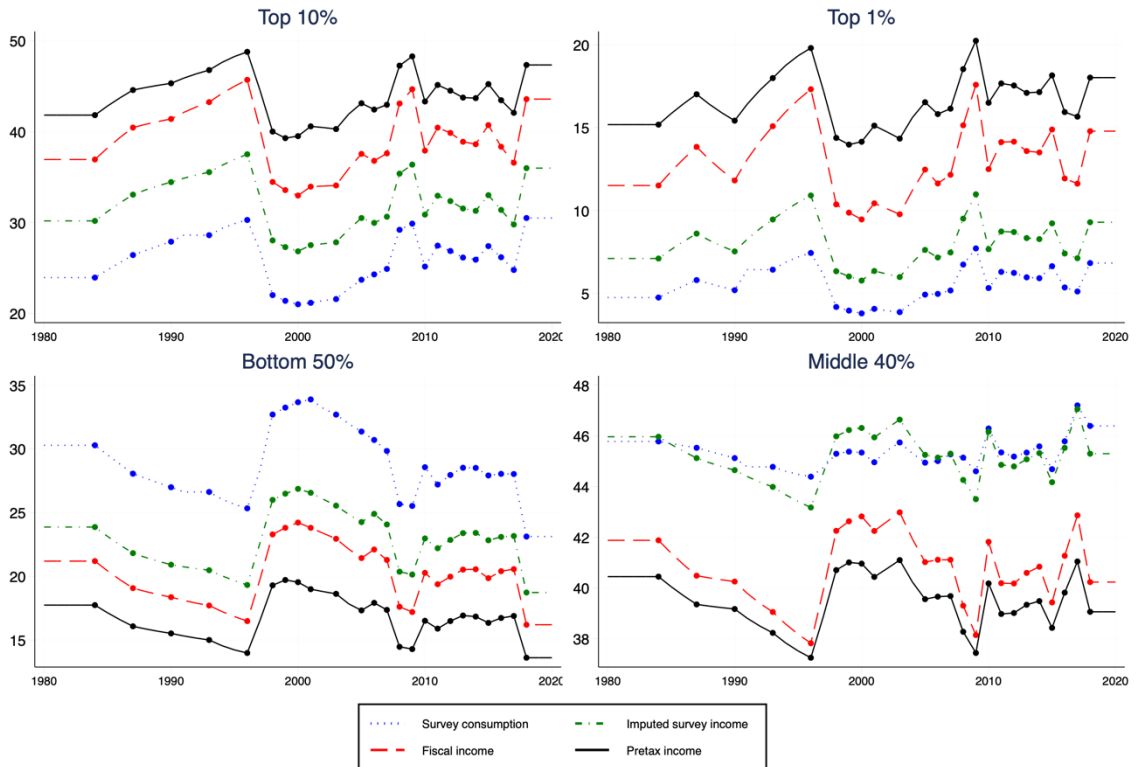 Top 10%
Top 1%
50
40
30
20
1980 1990 2000 2010 2020
20
15
10
5
1980 1990 2000 2010 2020
Bottom 50%
Middle 40%
35
30
25
20
15
1980 1990 2000 2010 2020
48
46
44
42
40
38
1980 1990 2000 2010 2020
Survey consumption Imputed survey income
Fiscal income Pretax income